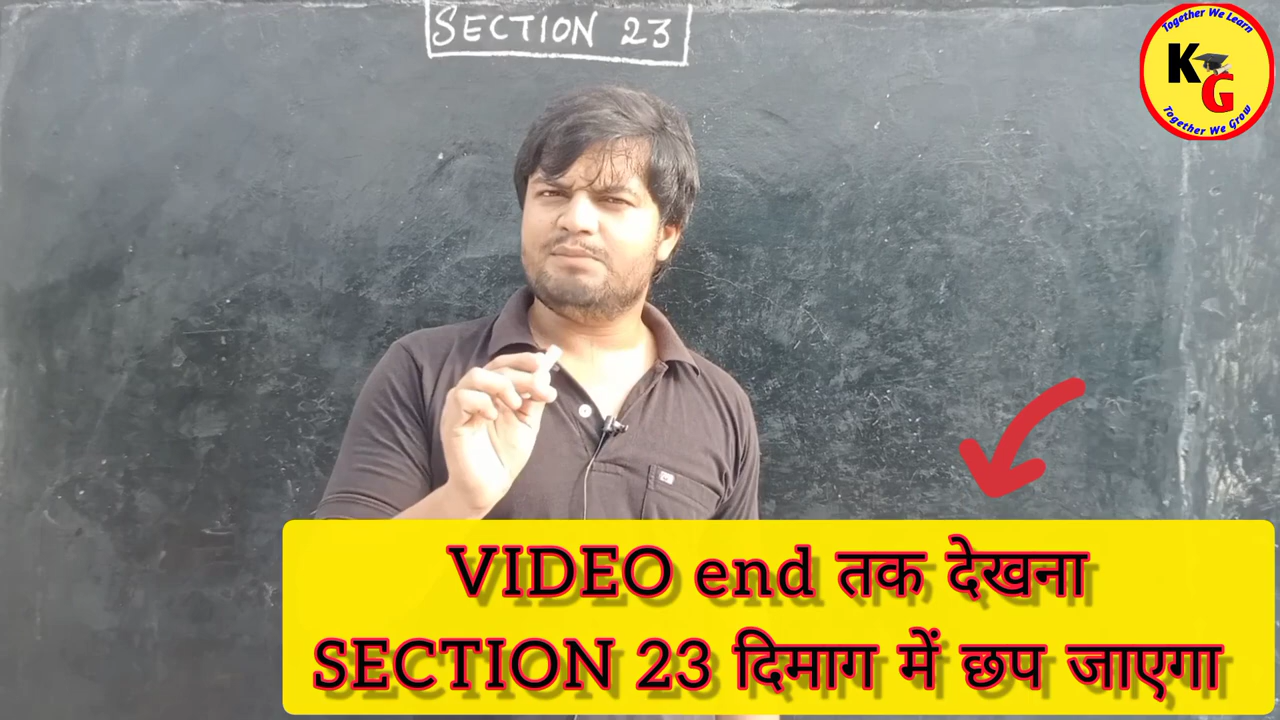 SECTION 23
Together We Learn
KG
Together We Grow
VIDEO end तक देखना
SECTION 23 दिमाग में छप जाएगा